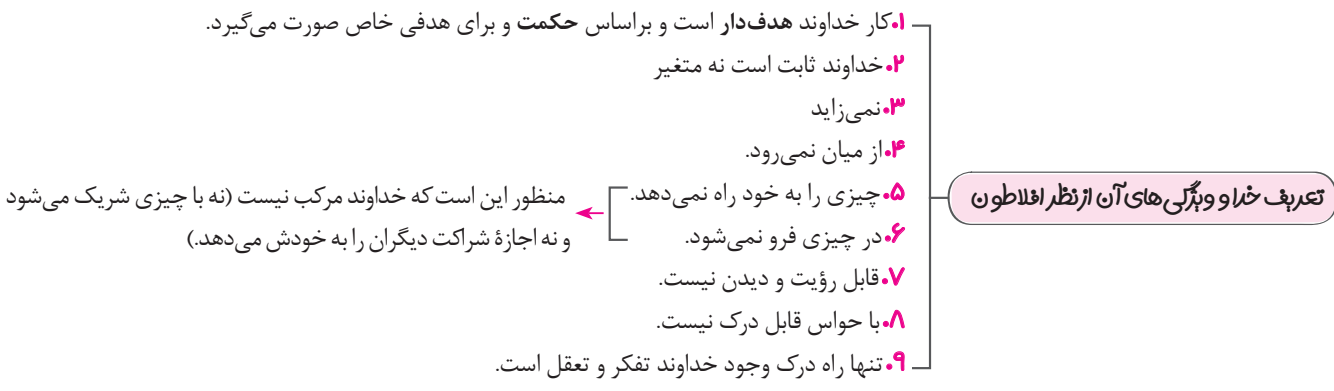 تعریف خدا و ویژگی‌های آن از نظر افلاطون
۱. کار خداوند هدف‌دار است و براساس حکمت و برای هدفی خاص صورت می‌گیرد.
۲. خداوند ثابت است نه متغیر
۳. نمی‌زاید
۴. از میان نمی‌رود.
۵. چیزی را به خود راه نمی‌دهد.
۶. در چیزی فرو نمی‌شود.
منظور این است که خداوند مرکب نیست (نه با چیزی شریک می‌شود
و نه اجازۀ شراکت دیگران را به خودش می‌دهد.)
۷. قابل رؤیت و دیدن نیست.
۸. با حواس قابل درک نیست.
۹. تنها راه درک وجود خداوند تفکر و تعقل است.